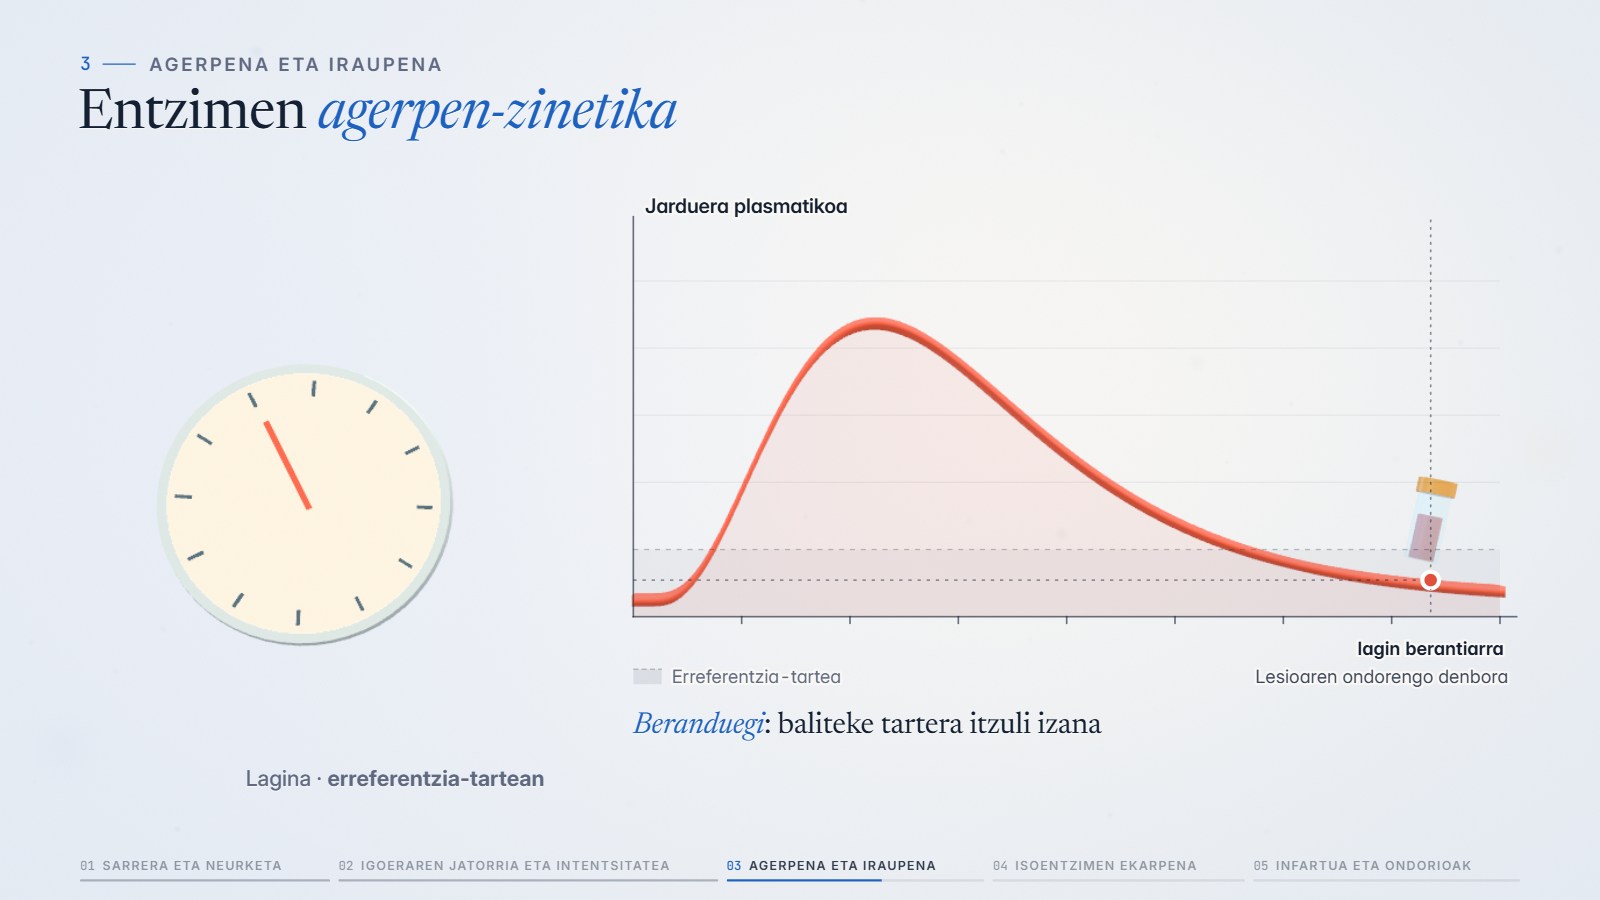 3 — AGERPENA ETA IRAUPENA
Entzimen agerpen-zinetika
Jarduera plasmatikoa
lagin berantiarra
Erreferentzia-tartea
Lesioaren ondorengo denbora
Beranduegi: baliteke tartera itzuli izana
Lagina · erreferentzia-tartean
01 SARRERA ETA NEURKETA
02 IGOERAREN JATORRIA ETA INTENTSITATEA
03 AGERPENA ETA IRAUPENA
04 ISOENTZIMEN EKARPENA
05 INFARTUA ETA ONDORIOAK